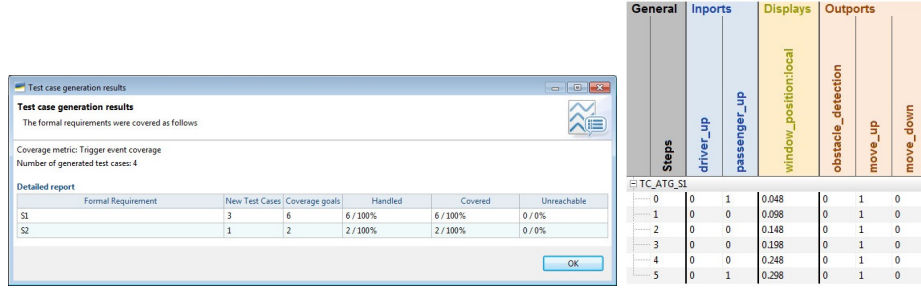 Test case generation results
Test case generation results
The formal requirements were covered as follows
Coverage metric: Trigger event coverage
Number of generated test cases: 4
Detailed report
Formal Requirement New Test Cases Coverage goals Handled Covered Unreachable
S1 3 6 6 / 100% 6 / 100% 0 / 0%
S2 1 2 2 / 100% 2 / 100% 0 / 0%
OK
General Inports Displays Outports
Steps driver_up passenger_up window_position:local obstacle_detection move_up move_down
TC_ATG_S1
0 0 1 0.048 0 1 0
1 0 0 0.098 0 1 0
2 0 0 0.148 0 1 0
3 0 0 0.198 0 1 0
4 0 0 0.248 0 1 0
5 0 1 0.298 0 1 0